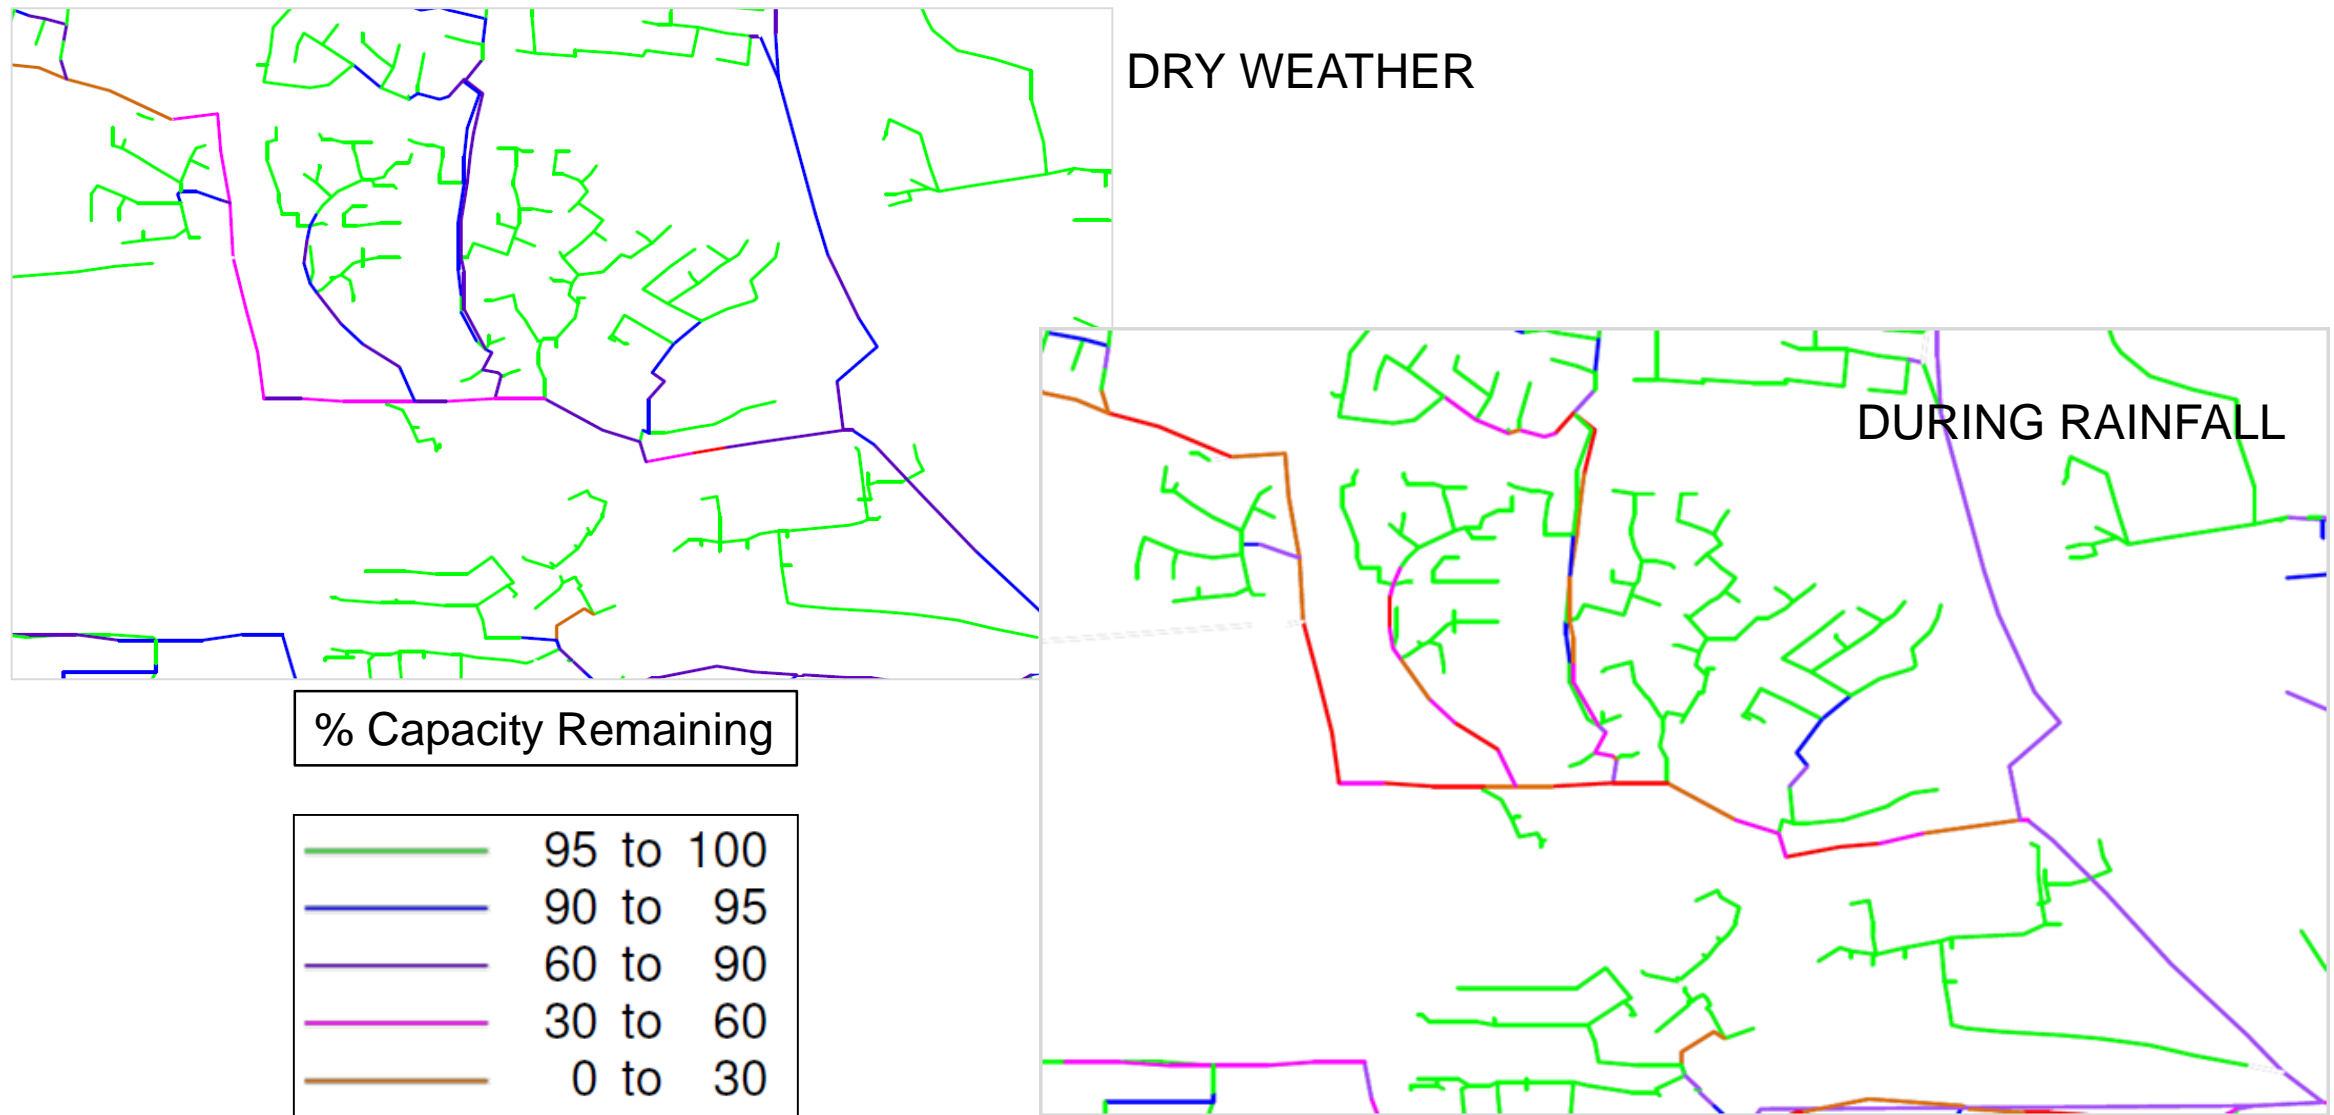 DRY WEATHER
DURING RAINFALL
% Capacity Remaining
95 to 100
90 to 95
60 to 90
30 to 60
0 to 30